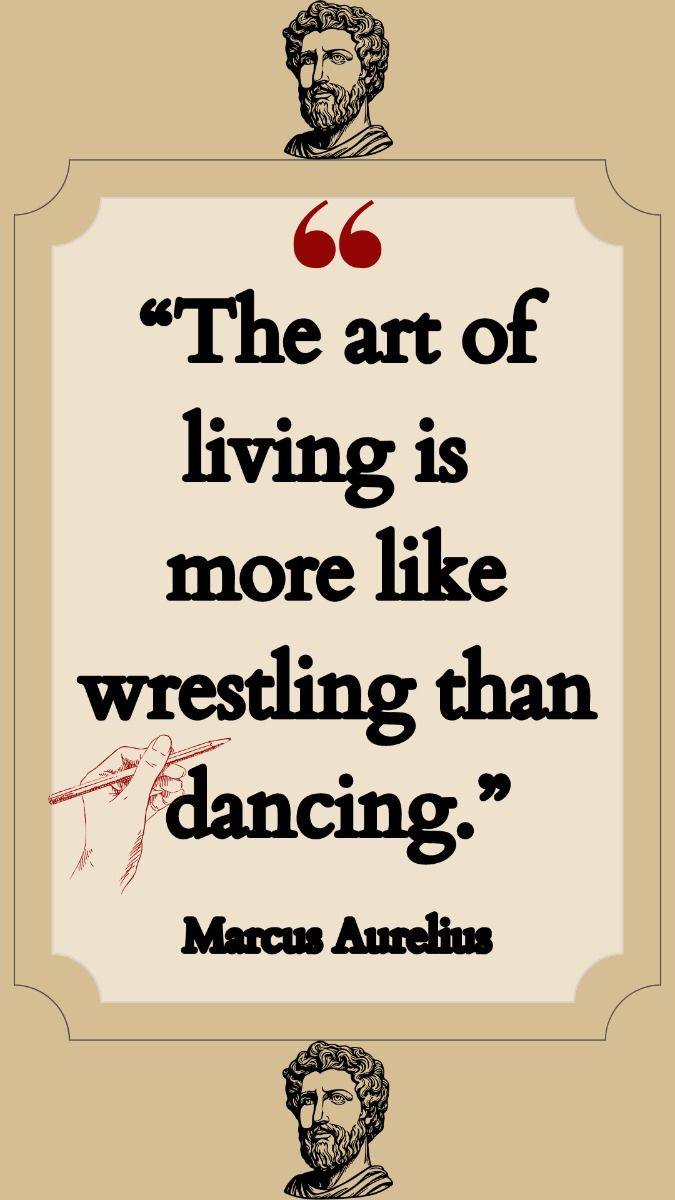 “
“The art of
living is
more like
wrestling than
dancing.”
Marcus Aurelius